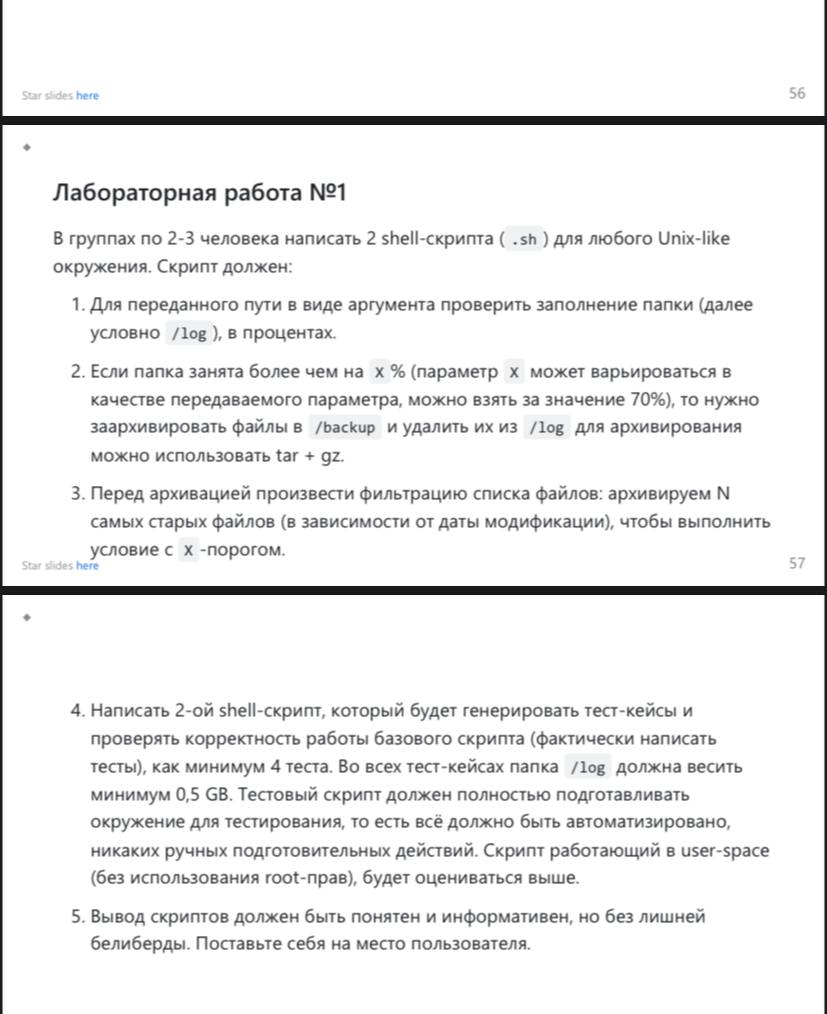 Star slides here
56
Лабораторная работа №1
В группах по 2-3 человека написать 2 shell-скрипта ( .sh ) для любого Unix-like
окружения. Скрипт должен:
1. Для переданного пути в виде аргумента проверить заполнение папки (далее
условно /log ), в процентах.
2. Если папка занята более чем на X % (параметр X может варьироваться в
качестве передаваемого параметра, можно взять за значение 70%), то нужно
заархивировать файлы в /backup и удалить их из /log для архивирования
можно использовать tar + gz.
3. Перед архивацией произвести фильтрацию списка файлов: архивируем N
самых старых файлов (в зависимости от даты модификации), чтобы выполнить
условие с X -порогом.
Star slides here
57
4. Написать 2-ой shell-скрипт, который будет генерировать тест-кейсы и
проверять корректность работы базового скрипта (фактически написать
тесты), как минимум 4 теста. Во всех тест-кейсах папка /log должна весить
минимум 0,5 GB. Тестовый скрипт должен полностью подготавливать
окружение для тестирования, то есть всё должно быть автоматизировано,
никаких ручных подготовительных действий. Скрипт работающий в user-space
(без использования root-прав), будет оцениваться выше.
5. Вывод скриптов должен быть понятен и информативен, но без лишней
белиберды. Поставьте себя на место пользователя.